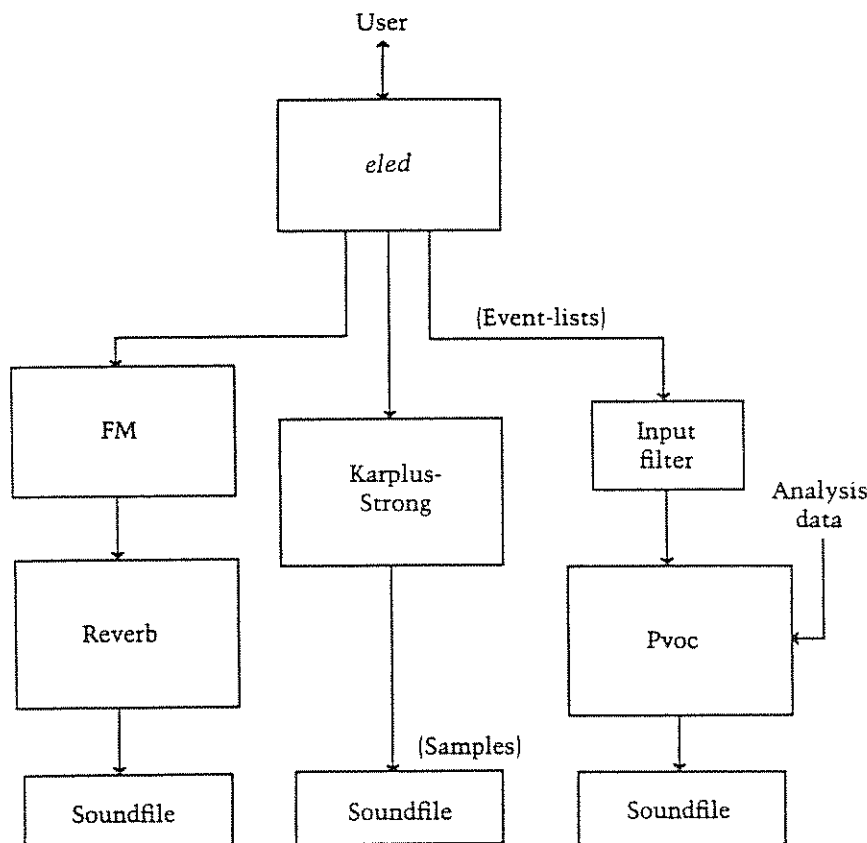 User
eled
(Event-lists)
FM
Karplus-
Strong
Input
filter
Analysis
data
Reverb
Pvoc
(Samples)
Soundfile
Soundfile
Soundfile